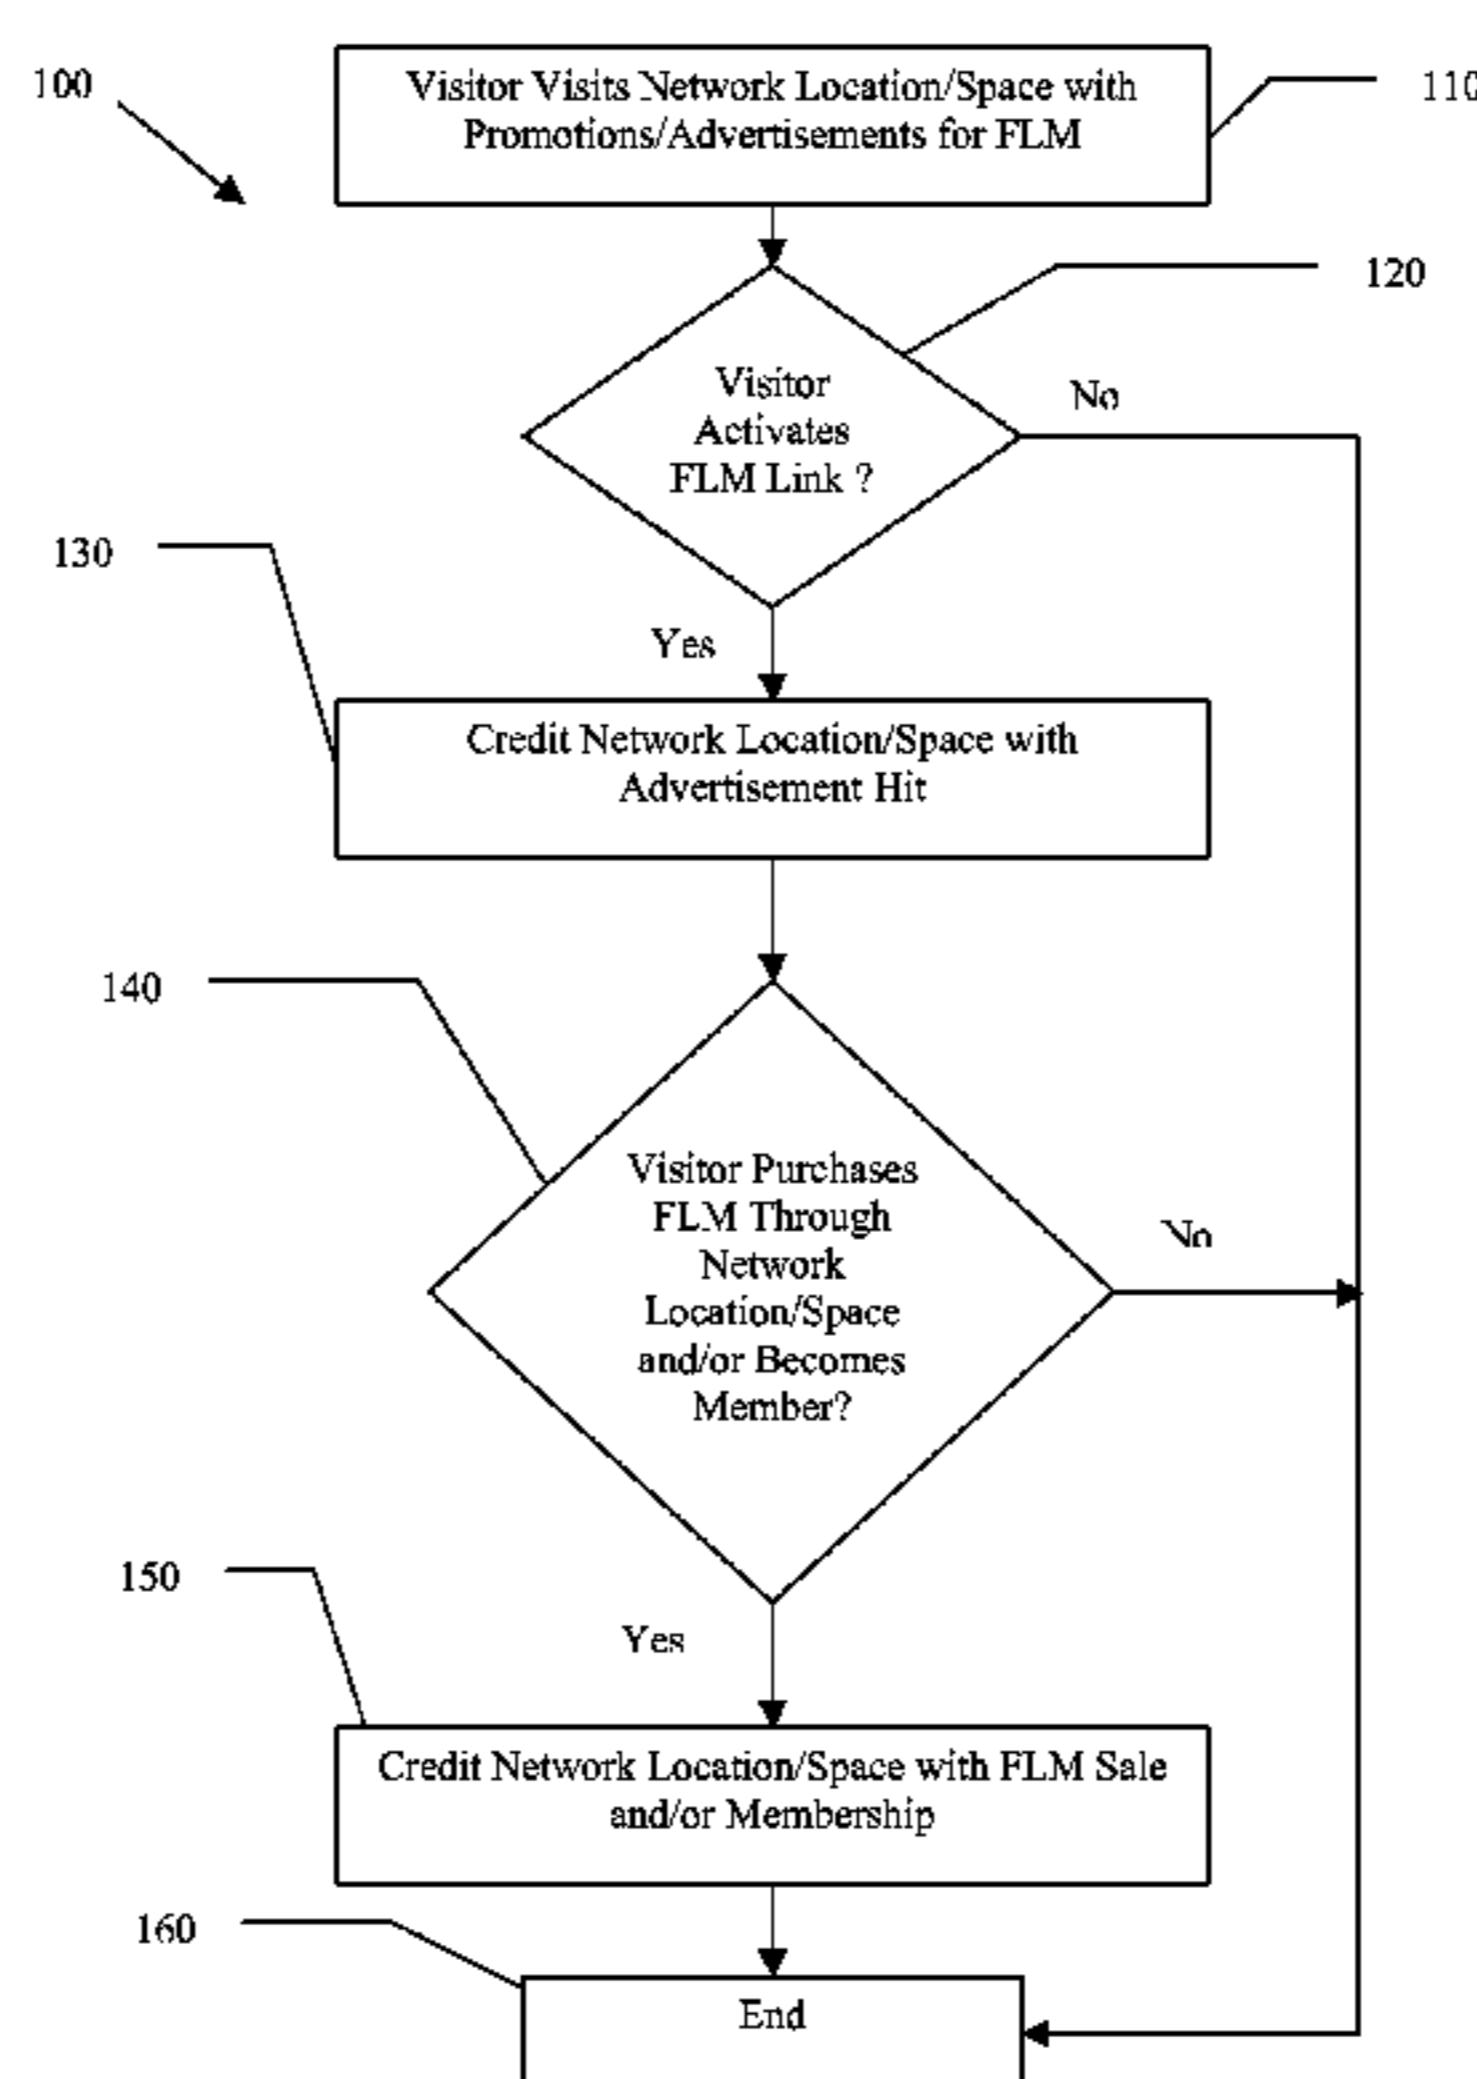 100
Visitor Visits Network Location/Space with
Promotions/Advertisements for FLM
110
120
Visitor
Activates
FLM Link ?
No
130
Yes
Credit Network Location/Space with
Advertisement Hit
140
Visitor Purchases
FLM Through
Network
Location/Space
and/or Becomes
Member?
No
150
Yes
Credit Network Location/Space with FLM Sale
and/or Membership
160
End